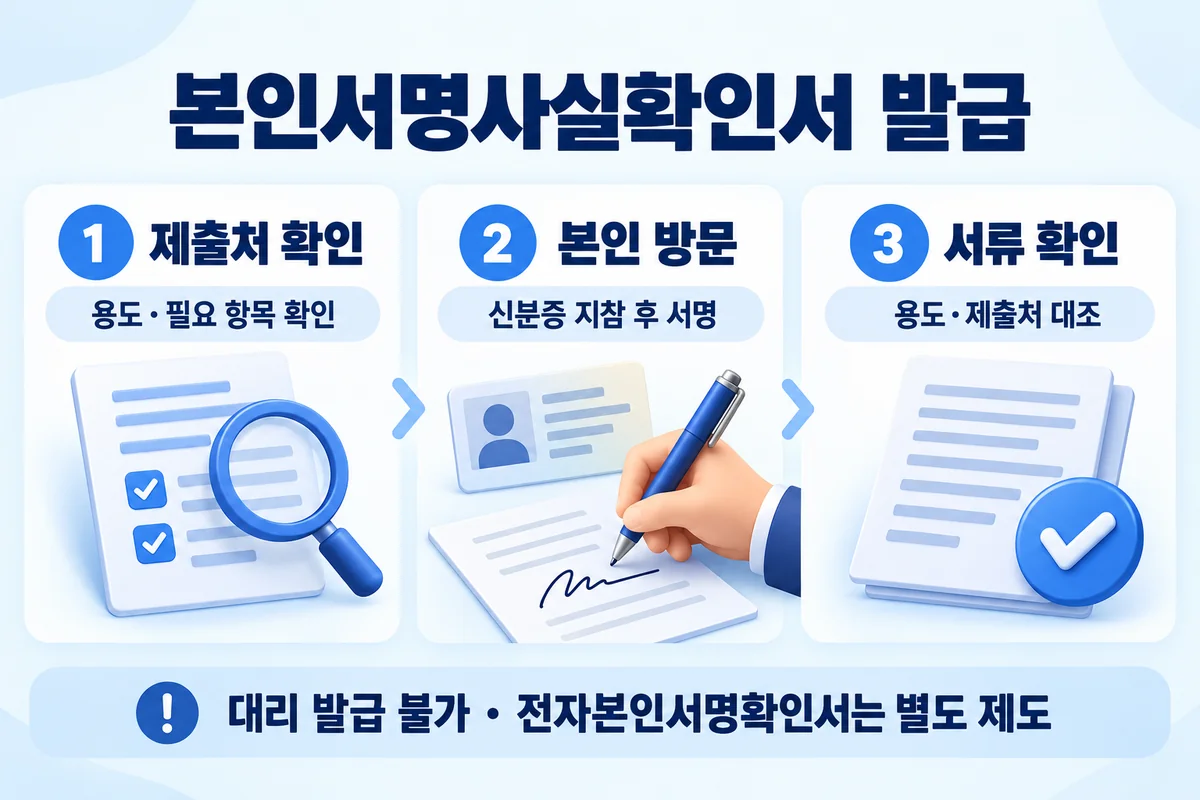 본인서명사실확인서 발급
1 제출처 확인
용도·필요 항목 확인
2 본인 방문
신분증 지참 후 서명
3 서류 확인
용도·제출처 대조
! 대리 발급 불가 · 전자본인서명확인서는 별도 제도